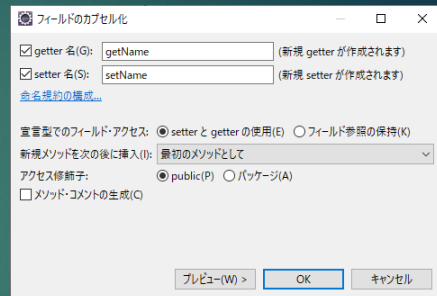 フィールドのカプセル化
getter 名(G): getName (新規 getter が作成されます)
setter 名(S): setName (新規 setter が作成されます)
命名規約の構成...
宣言型でのフィールド・アクセス: setter と getter の使用(E) フィールド参照の保持(K)
新規メソッドを次の後に挿入(I): 最初のメソッドとして
アクセス修飾子: public(P) パッケージ(A)
メソッド・コメントの生成(C)
プレビュー(W) > OK キャンセル